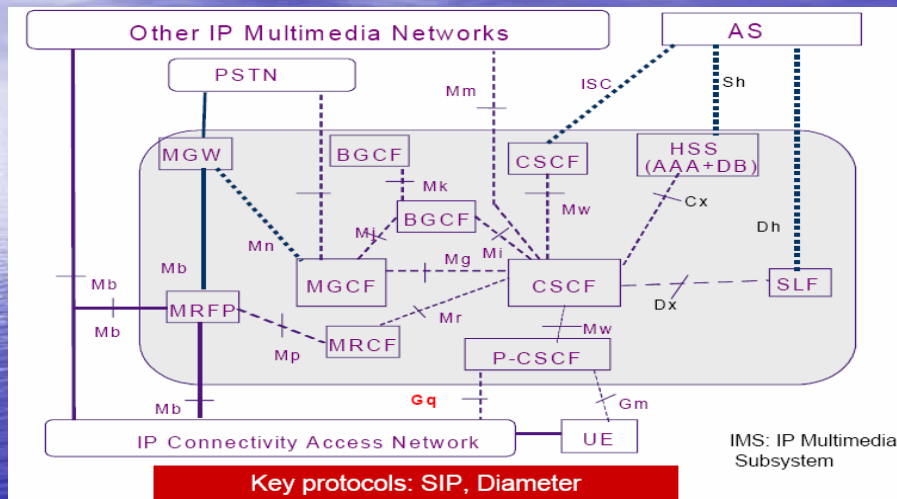 Other IP Multimedia Networks
AS
PSTN
Mm
ISC
Sh
MGW
BGCF
CSCF
HSS
(AAA+DB)
Mk
Mw
Cx
BGCF
Mj
Mi
Dh
Mn
Mg
Mb
MGCF
CSCF
SLF
Mb
Dx
MRFP
Mr
Mb
Mp
MRCF
Mw
P-CSCF
Mb
Gq
Gm
IP Connectivity Access Network
UE
IMS: IP Multimedia
Subsystem
Key protocols: SIP, Diameter